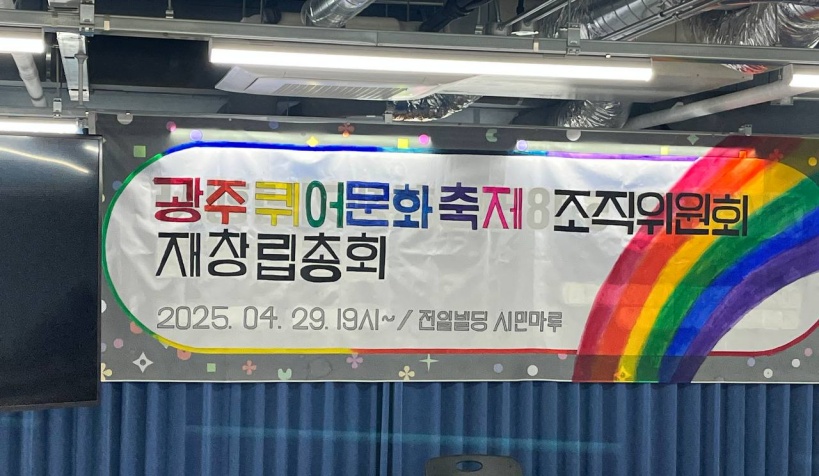 광주퀴어문화축제8조직위원회
재창립총회
2025. 04. 29. 19시~/ 전일빌딩 시민마루